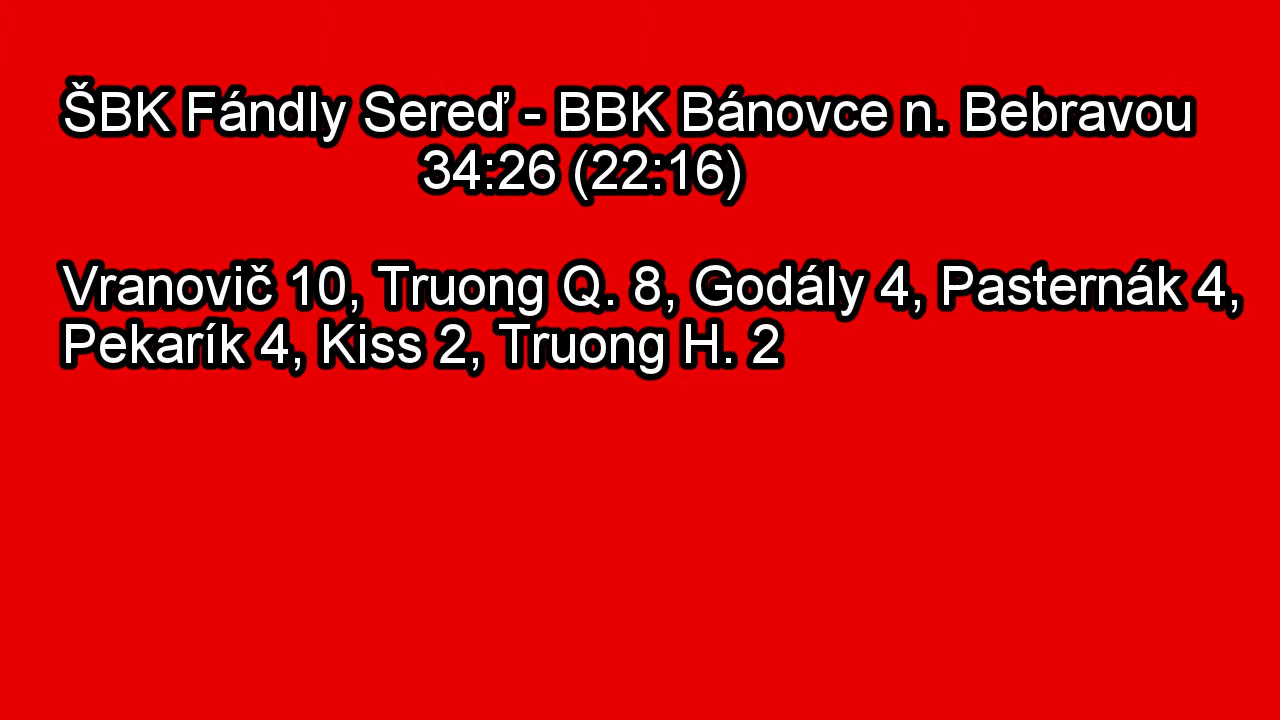 ŠBK Fándly Sereď - BBK Bánovce n. Bebravou
34:26 (22:16)
Vranovič 10, Truong Q. 8, Godály 4, Pasternák 4,
Pekarík 4, Kiss 2, Truong H. 2